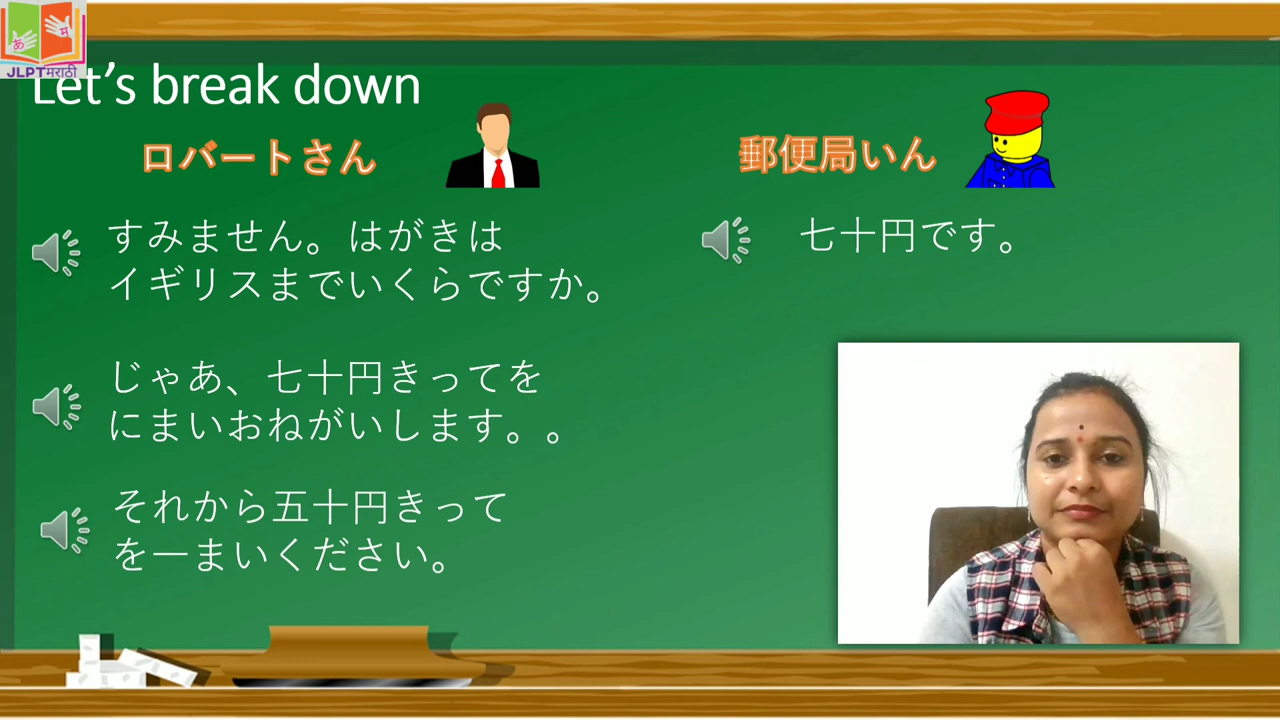 あ म
JLPTमराठी
Let's break down
ロバートさん
郵便局いん
すみません。はがきは
イギリスまでいくらですか。
七十円です。
じゃあ、七十円きってを
にまいおねがいします。。
それから五十円きって
を一まいください。